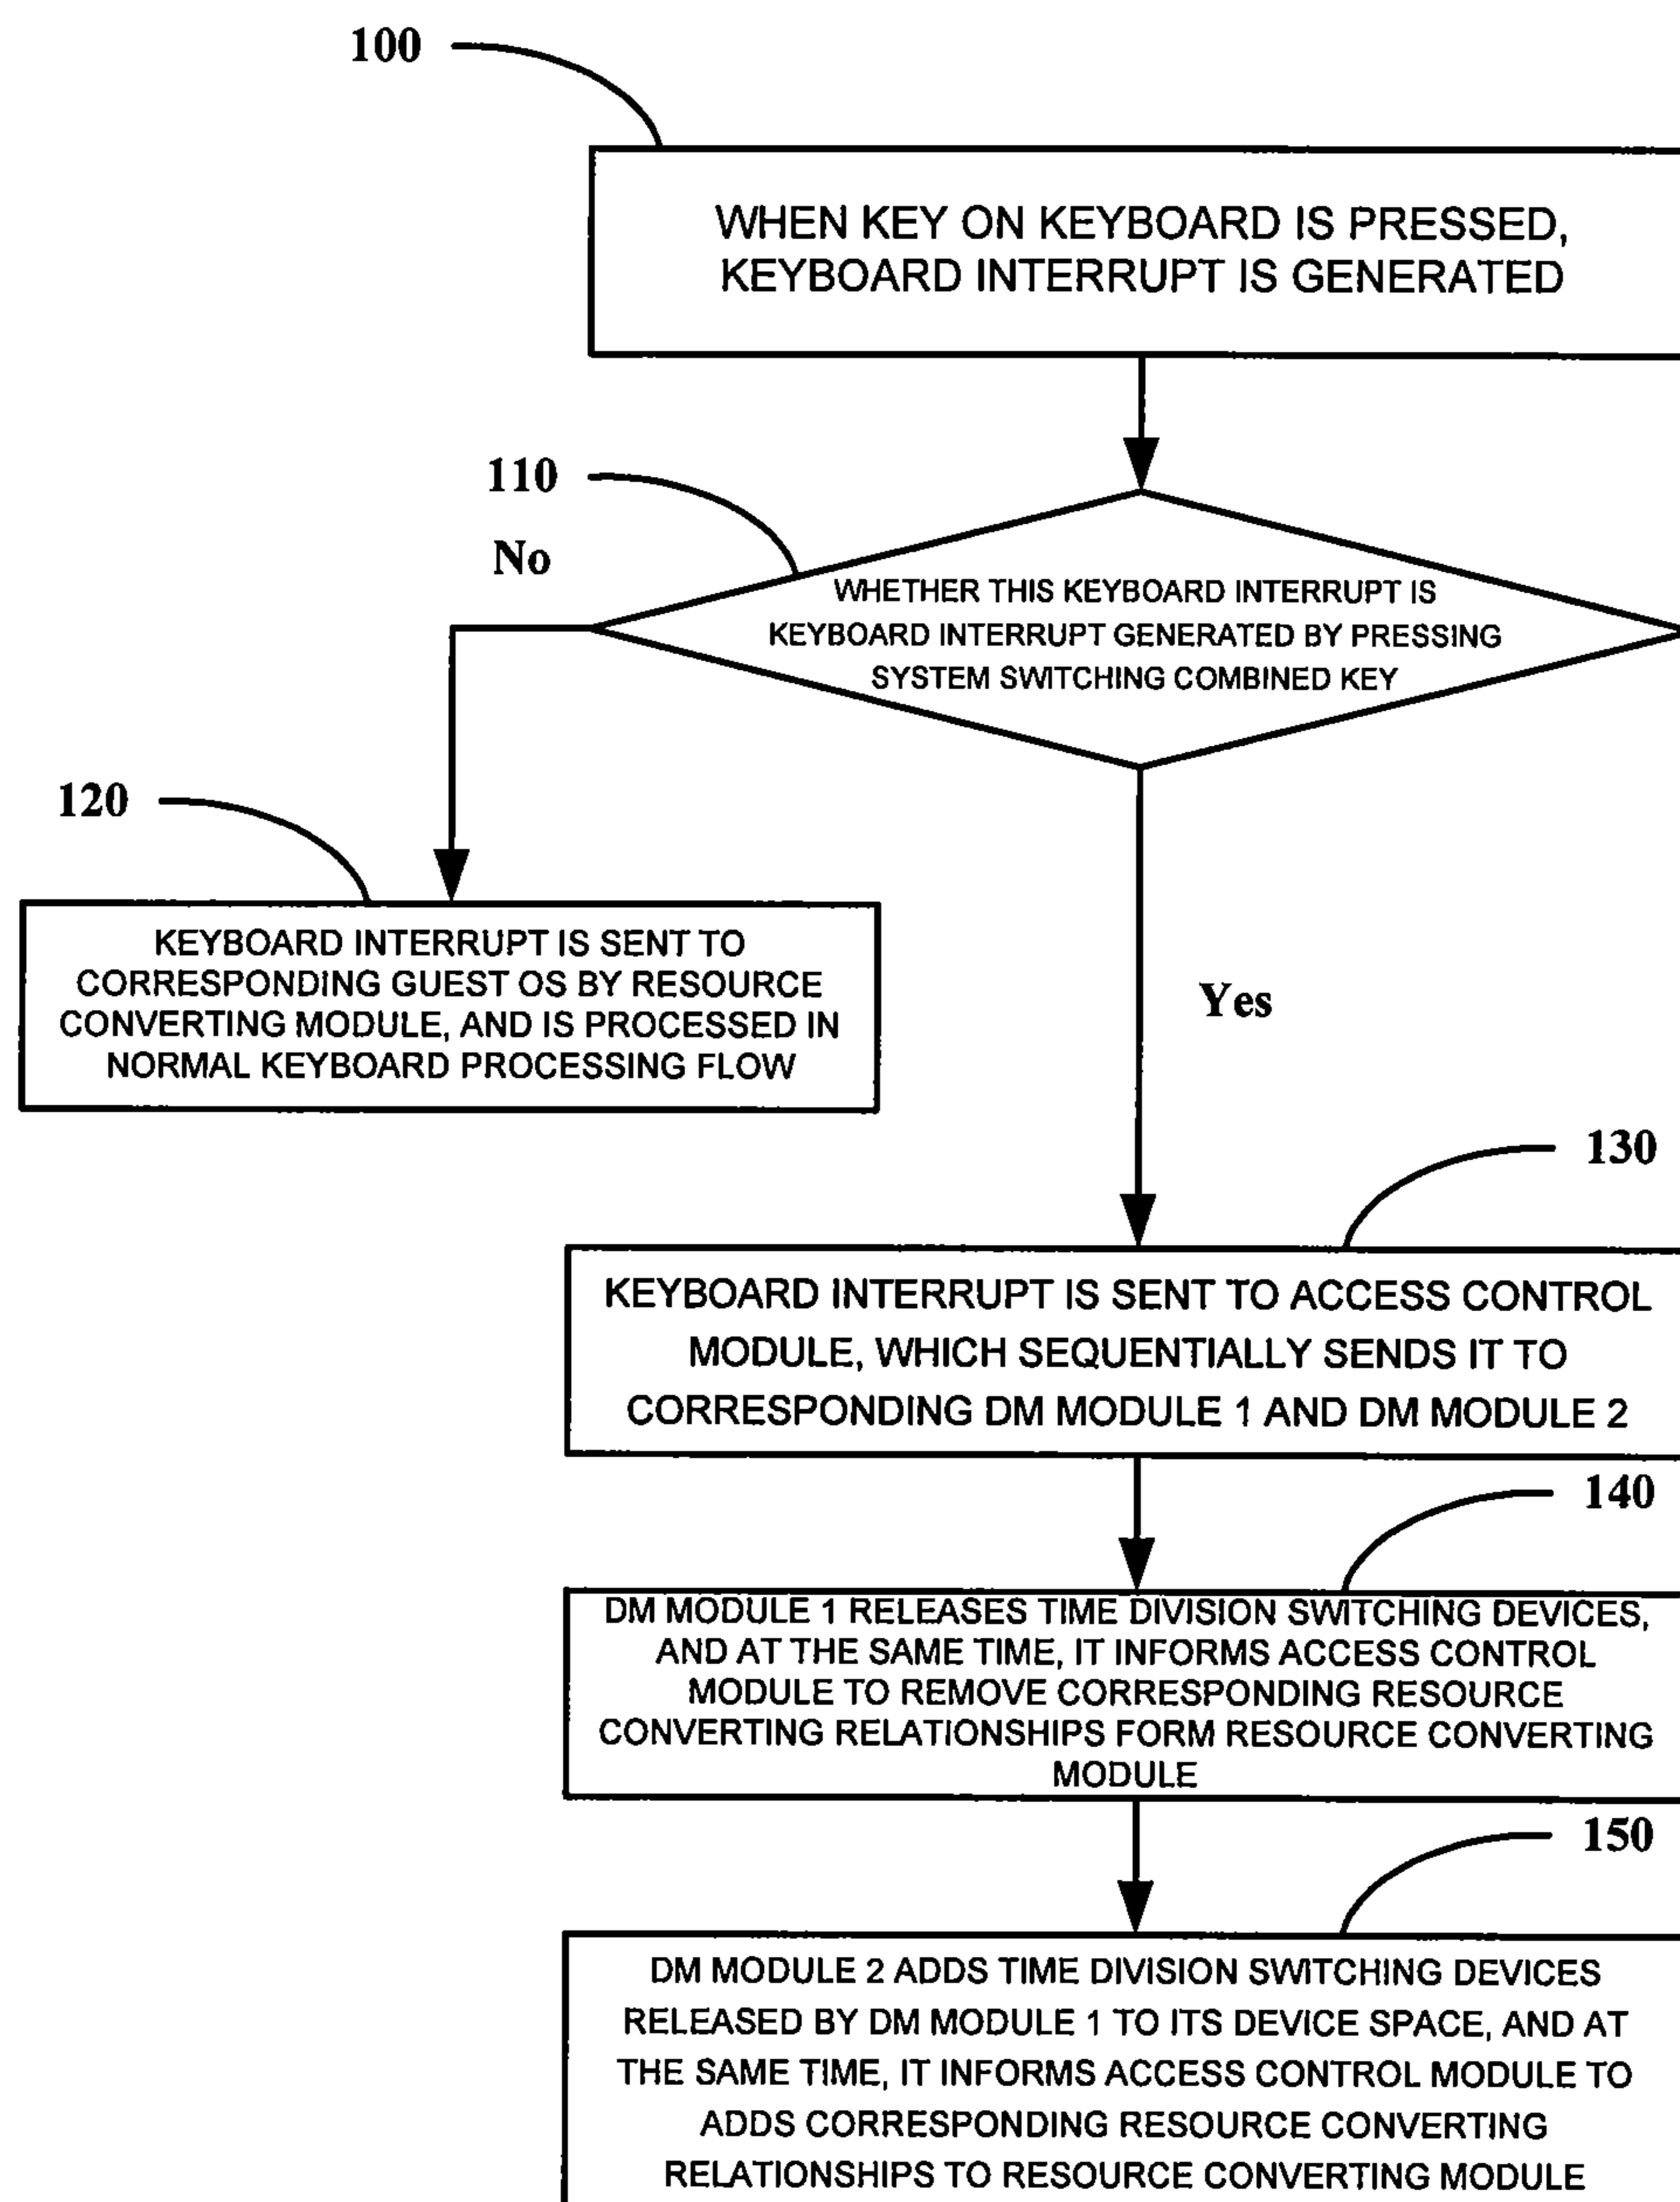 100
WHEN KEY ON KEYBOARD IS PRESSED,
KEYBOARD INTERRUPT IS GENERATED
110
No
WHETHER THIS KEYBOARD INTERRUPT IS
KEYBOARD INTERRUPT GENERATED BY PRESSING
SYSTEM SWITCHING COMBINED KEY
120
KEYBOARD INTERRUPT IS SENT TO
CORRESPONDING GUEST OS BY RESOURCE
CONVERTING MODULE, AND IS PROCESSED IN
NORMAL KEYBOARD PROCESSING FLOW
Yes
130
KEYBOARD INTERRUPT IS SENT TO ACCESS CONTROL
MODULE, WHICH SEQUENTIALLY SENDS IT TO
CORRESPONDING DM MODULE 1 AND DM MODULE 2
140
DM MODULE 1 RELEASES TIME DIVISION SWITCHING DEVICES,
AND AT THE SAME TIME, IT INFORMS ACCESS CONTROL
MODULE TO REMOVE CORRESPONDING RESOURCE
CONVERTING RELATIONSHIPS FORM RESOURCE CONVERTING
MODULE
150
DM MODULE 2 ADDS TIME DIVISION SWITCHING DEVICES
RELEASED BY DM MODULE 1 TO ITS DEVICE SPACE, AND AT
THE SAME TIME, IT INFORMS ACCESS CONTROL MODULE TO
ADDS CORRESPONDING RESOURCE CONVERTING
RELATIONSHIPS TO RESOURCE CONVERTING MODULE